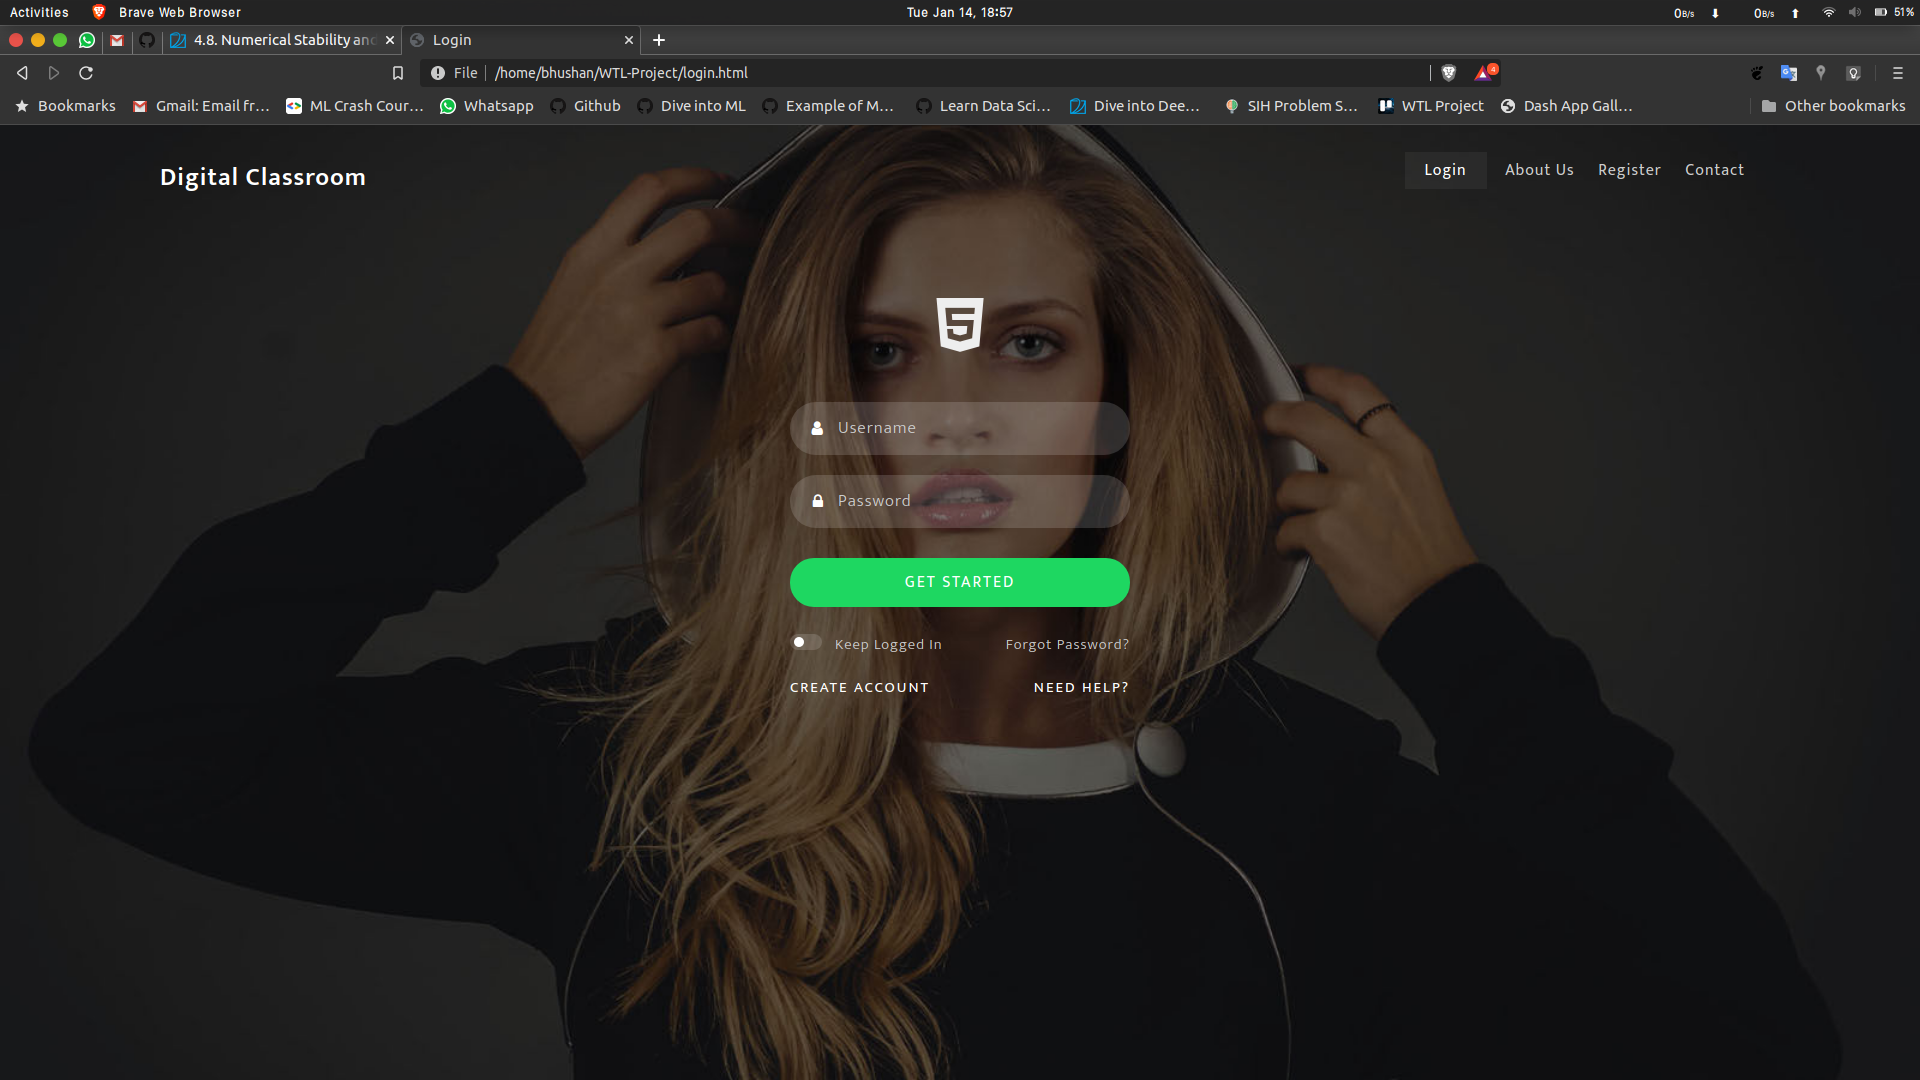 Activities Brave Web Browser Tue Jan 14, 18:57 0B/s 0B/s 51%
4.8. Numerical Stability and Login
File /home/bhushan/WTL-Project/login.html 4
Bookmarks Gmail: Email fr… ML Crash Cour… Whatsapp Github Dive into ML Example of M… Learn Data Sci… Dive into Dee… SIH Problem S… WTL Project Dash App Gall… Other bookmarks
Digital Classroom Login About Us Register Contact
5
Username
Password
GET STARTED
Keep Logged In Forgot Password?
CREATE ACCOUNT NEED HELP?